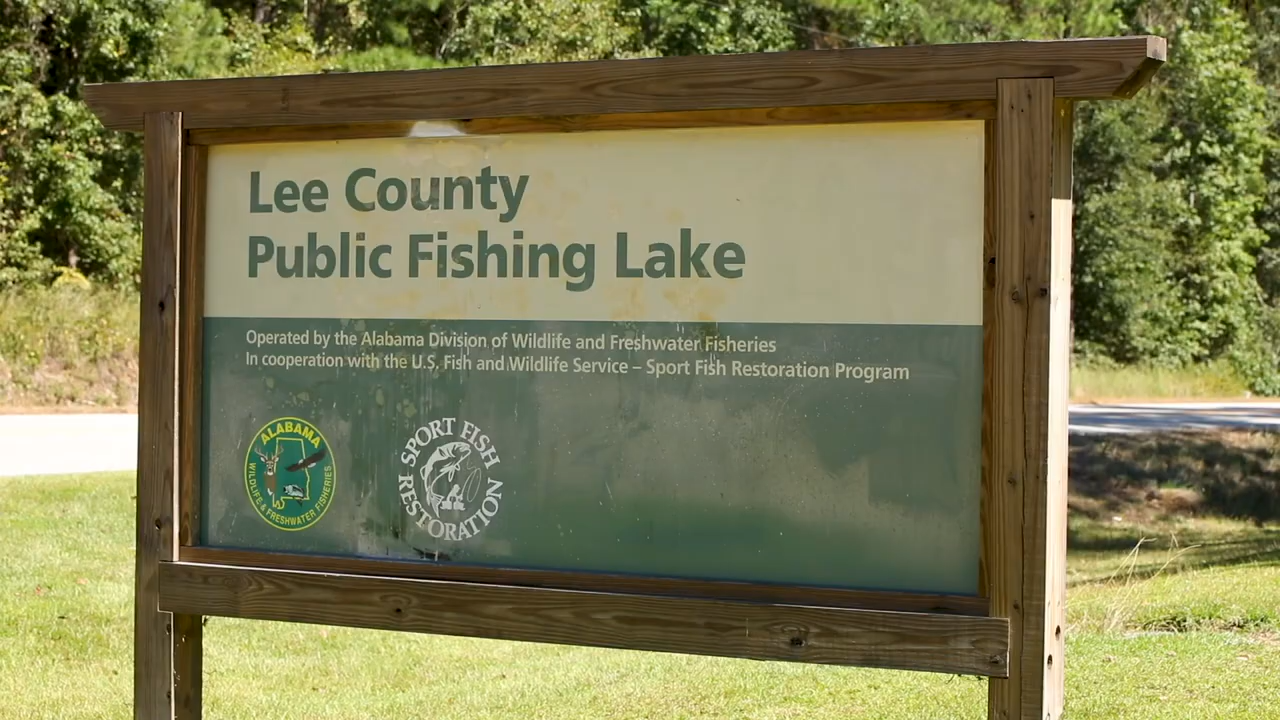 Lee County
Public Fishing Lake
Operated by the Alabama Division of Wildlife and Freshwater Fisheries
In cooperation with the U.S. Fish and Wildlife Service – Sport Fish Restoration Program
ALABAMA
WILDLIFE & FRESHWATER FISHERIES
SPORT FISH
RESTORATION